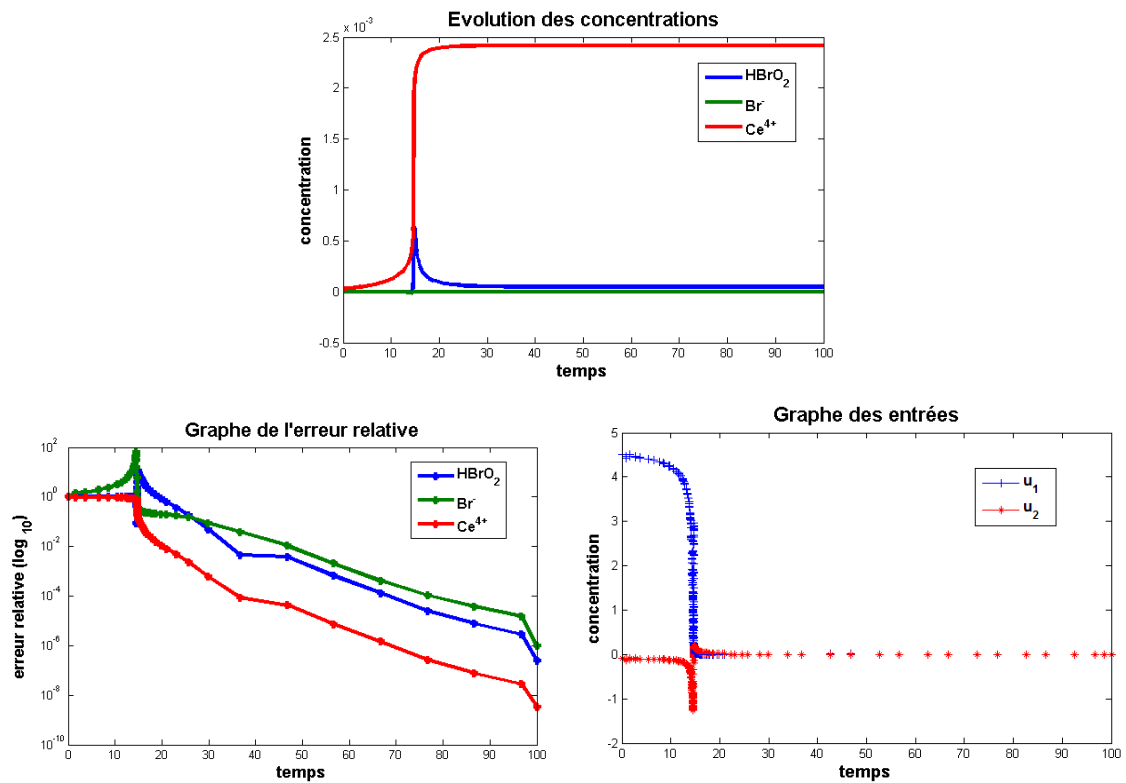 Evolution des concentrations
x 10-3
2.5
2
1.5
1
0.5
0
-0.5
concentration
HBrO2
Br-
Ce4+
0 10 20 30 40 50 60 70 80 90 100
temps
Graphe de l'erreur relative
10^2
10^0
10^-2
10^-4
10^-6
10^-8
10^-10
erreur relative (log 10)
HBrO2
Br-
Ce4+
0 10 20 30 40 50 60 70 80 90 100
temps
Graphe des entrées
5
4
3
2
1
0
-1
-2
concentration
u1
u2
0 10 20 30 40 50 60 70 80 90 100
temps